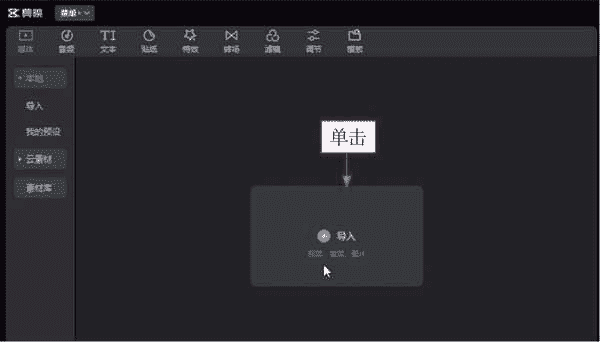 剪映
菜单
媒体 音频 文本 贴纸 特效 转场 滤镜 调节 模板
本地
导入
我的预设
云素材
素材库
单击
导入
视频、音频、图片